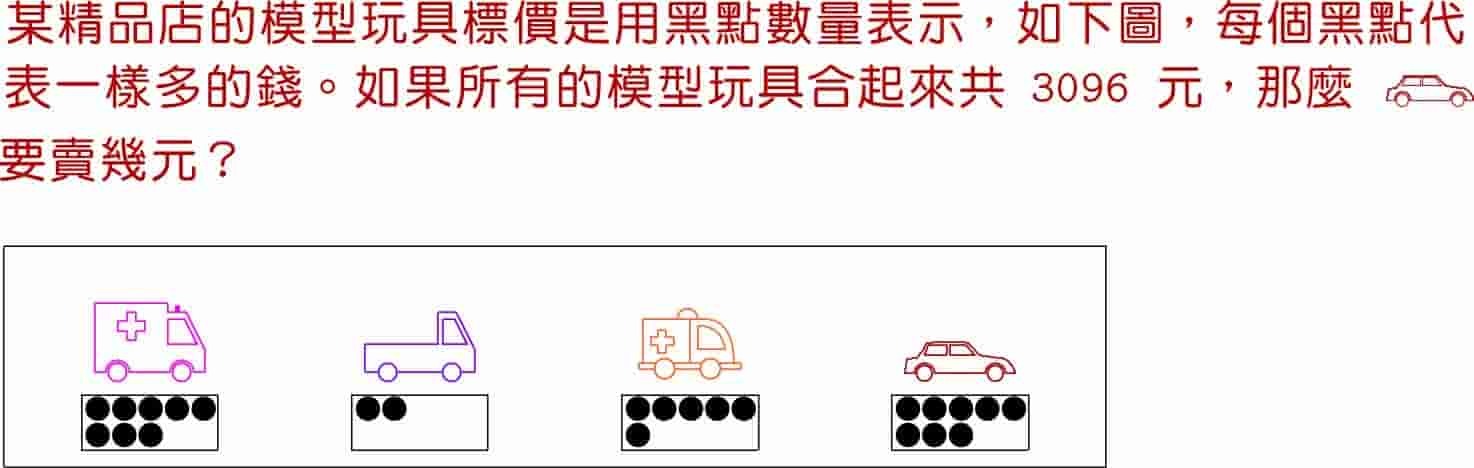 某精品店的模型玩具標價是用黑點數量表示，如下圖，每個黑點代
表一樣多的錢。如果所有的模型玩具合起來共 3096 元，那麼
要賣幾元？